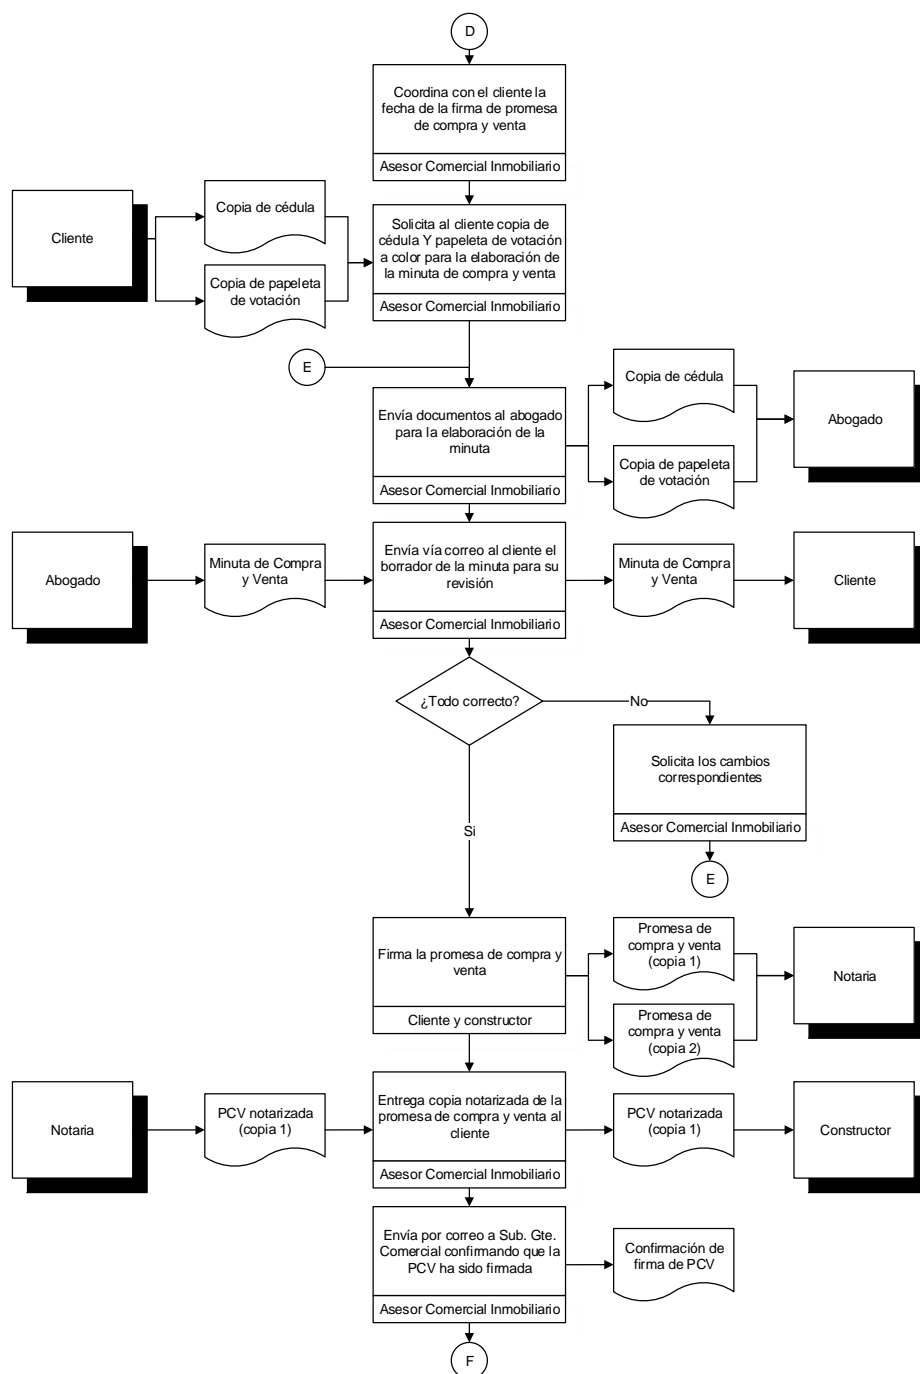 D
Coordina con el cliente la
fecha de la firma de promesa
de compra y venta
Asesor Comercial Inmobiliario
Cliente
Copia de cédula
Copia de papeleta
de votación
Solicita al cliente copia de
cédula Y papeleta de votación
a color para la elaboración de
la minuta de compra y venta
Asesor Comercial Inmobiliario
E
Envía documentos al abogado
para la elaboración de la
minuta
Asesor Comercial Inmobiliario
Copia de cédula
Copia de papeleta
de votación
Abogado
Abogado
Minuta de Compra
y Venta
Envía vía correo al cliente el
borrador de la minuta para su
revisión
Asesor Comercial Inmobiliario
Minuta de Compra
y Venta
Cliente
¿Todo correcto?
No
Solicita los cambios
correspondientes
Asesor Comercial Inmobiliario
E
Si
Firma la promesa de compra y
venta
Cliente y constructor
Promesa de
compra y venta
(copia 1)
Promesa de
compra y venta
(copia 2)
Notaria
Notaria
PCV notarizada
(copia 1)
Entrega copia notarizada de la
promesa de compra y venta al
cliente
Asesor Comercial Inmobiliario
PCV notarizada
(copia 1)
Constructor
Envía por correo a Sub. Gte.
Comercial confirmando que la
PCV ha sido firmada
Asesor Comercial Inmobiliario
Confirmación de
firma de PCV
F